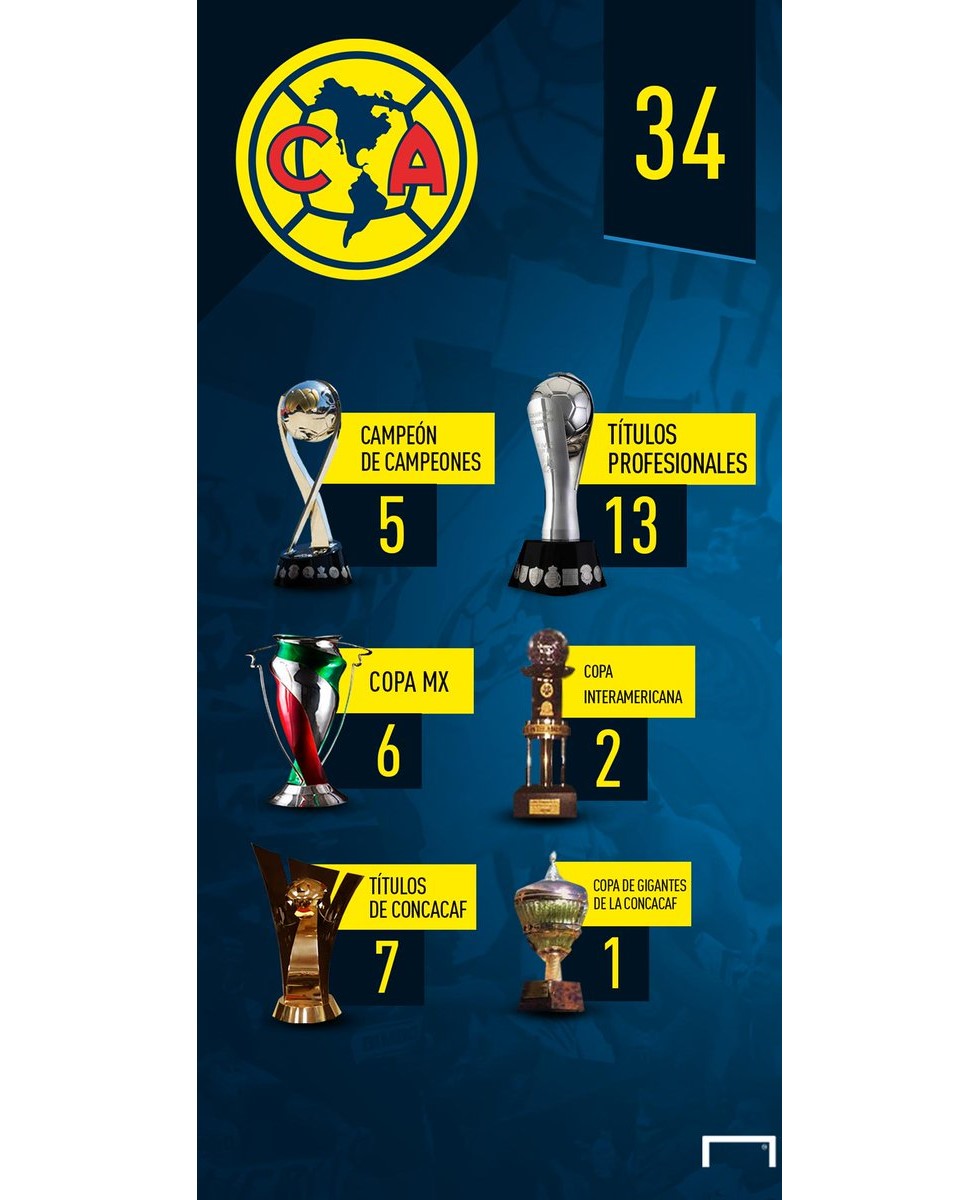 CA
34
CAMPEÓN
DE CAMPEONES
5
TÍTULOS
PROFESIONALES
13
COPA MX
6
COPA
INTERAMERICANA
2
TÍTULOS
DE CONCACAF
7
COPA DE GIGANTES
DE LA CONCACAF
1